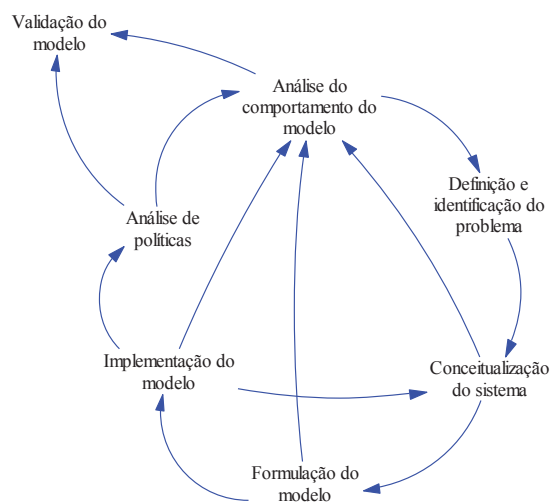 Validação do
modelo
Análise do
comportamento do
modelo
Definição e
identificação do
problema
Análise de
políticas
Implementação do
modelo
Conceitualização
do sistema
Formulação do
modelo